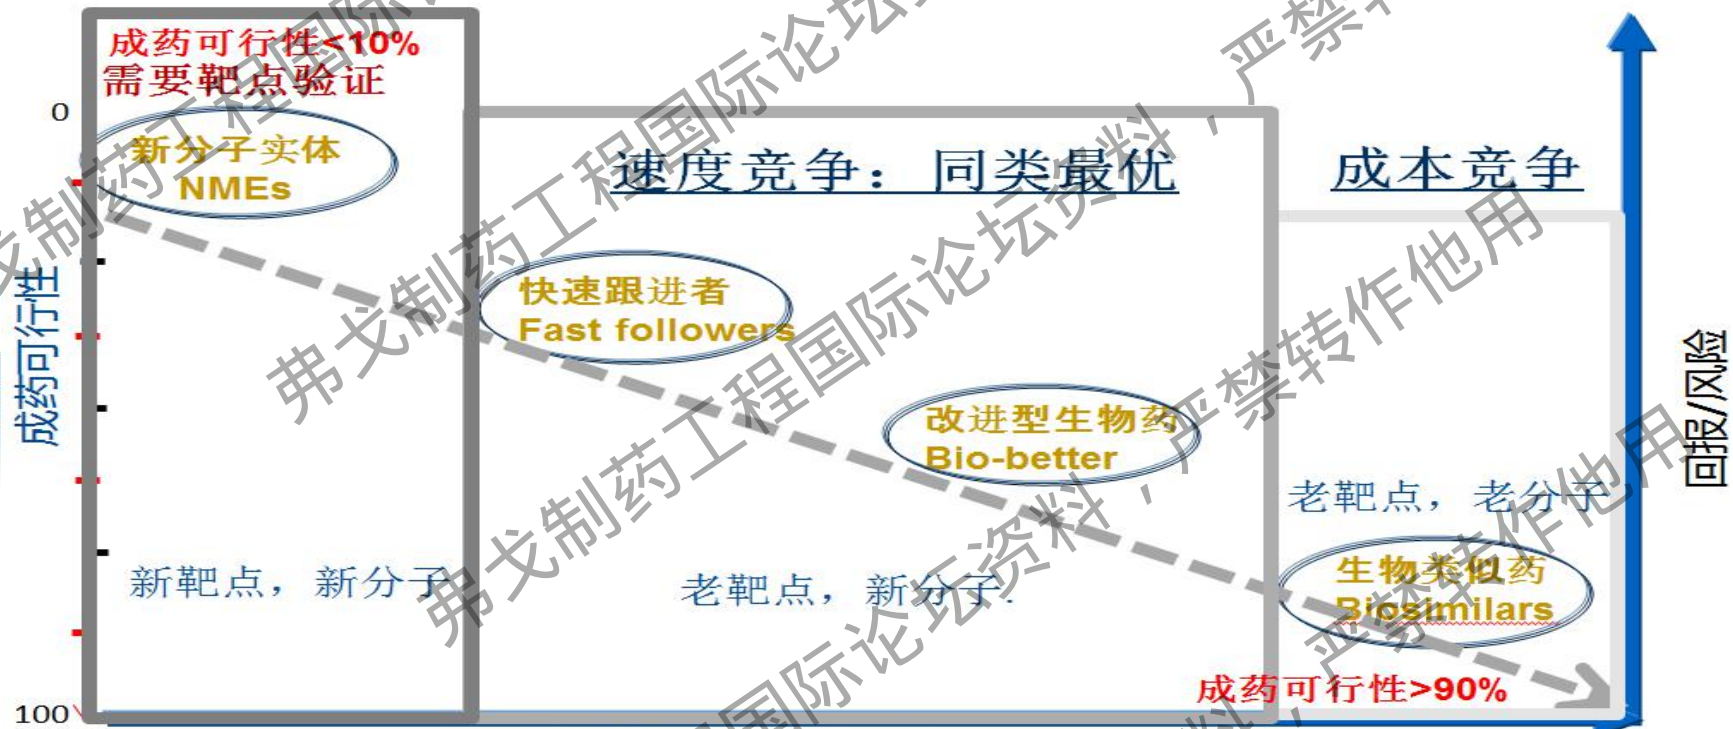 成药可行性<10%
需要靶点验证
0
新分子实体
NMEs
速度竞争：同类最优
成本竞争
成药可行性
快速跟进者
Fast followers
改进型生物药
Bio-better
回报/风险
老靶点，老分子
新靶点，新分子
老靶点，新分子.
生物类似药
Biosimilars
成药可行性>90%
100
弗戈制药工程国际论坛资料，严禁转作他用
弗戈制药工程国际论坛资料，严禁转作他用